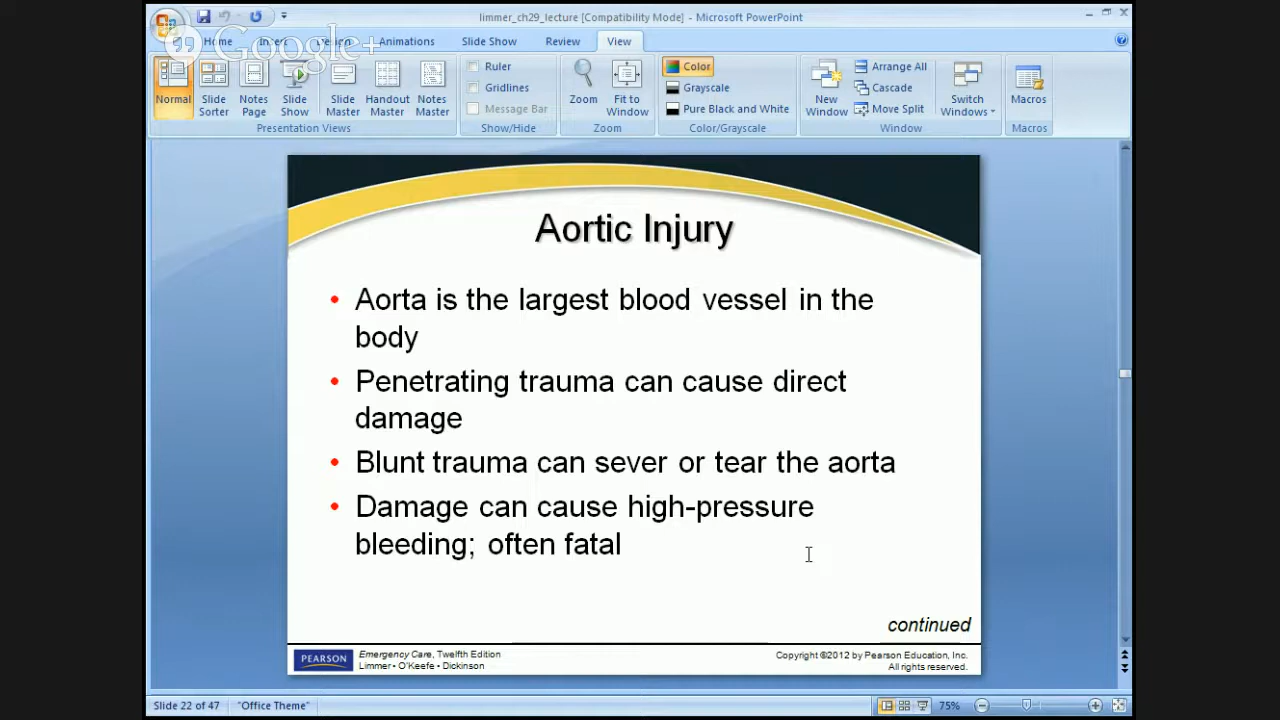 limmer_ch29_lecture [Compatibility Mode] - Microsoft PowerPoint
Google+
Home Insert Design Animations Slide Show Review View
Normal
Slide Sorter
Notes Page
Slide Show
Slide Master
Handout Master
Notes Master
Presentation Views
Ruler
Gridlines
Message Bar
Show/Hide
Zoom
Fit to Window
Zoom
Color
Grayscale
Pure Black and White
Color/Grayscale
New Window
Arrange All
Cascade
Move Split
Switch Windows
Window
Macros
Macros
Aortic Injury
• Aorta is the largest blood vessel in the
body
• Penetrating trauma can cause direct
damage
• Blunt trauma can sever or tear the aorta
• Damage can cause high-pressure
bleeding; often fatal
continued
PEARSON
Emergency Care, Twelfth Edition
Limmer • O'Keefe • Dickinson
Copyright ©2012 by Pearson Education, Inc.
All rights reserved.
Slide 22 of 47 "Office Theme" 75%